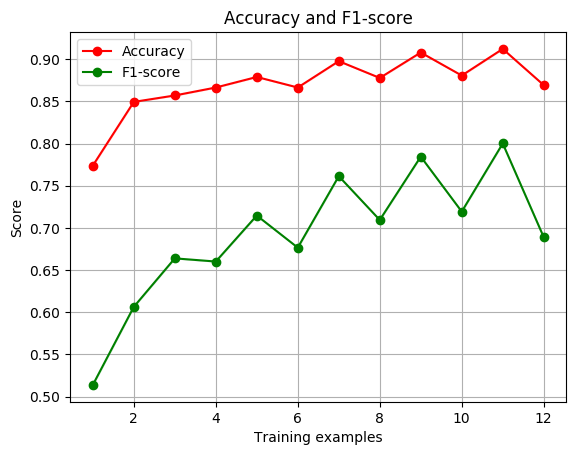 Accuracy and F1-score
Accuracy
F1-score
0.90
0.85
0.80
0.75
0.70
0.65
0.60
0.55
0.50
Score
2 4 6 8 10 12
Training examples